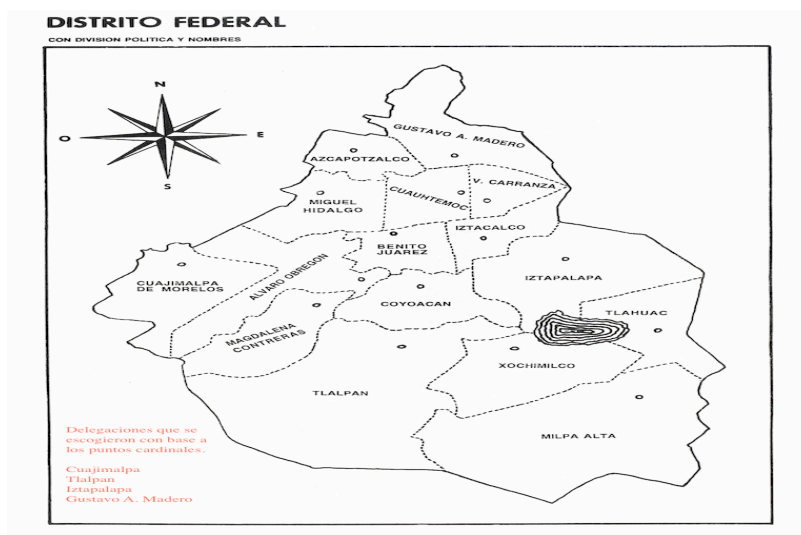 DISTRITO FEDERAL
CON DIVISION POLITICA Y NOMBRES
N
O
E
S
GUSTAVO A. MADERO
AZCAPOTZALCO
V. CARRANZA
CUAUHTEMOC
MIGUEL
HIDALGO
IZTACALCO
BENITO
JUAREZ
ALVARO OBREGON
IZTAPALAPA
CUAJIMALPA
DE MORELOS
COYOACAN
TLAHUAC
MAGDALENA
CONTRERAS
XOCHIMILCO
TLALPAN
MILPA ALTA
Delegaciones que se
escogieron con base a
los puntos cardinales.
Cuajimalpa
Tlalpan
Iztapalapa
Gustavo A. Madero